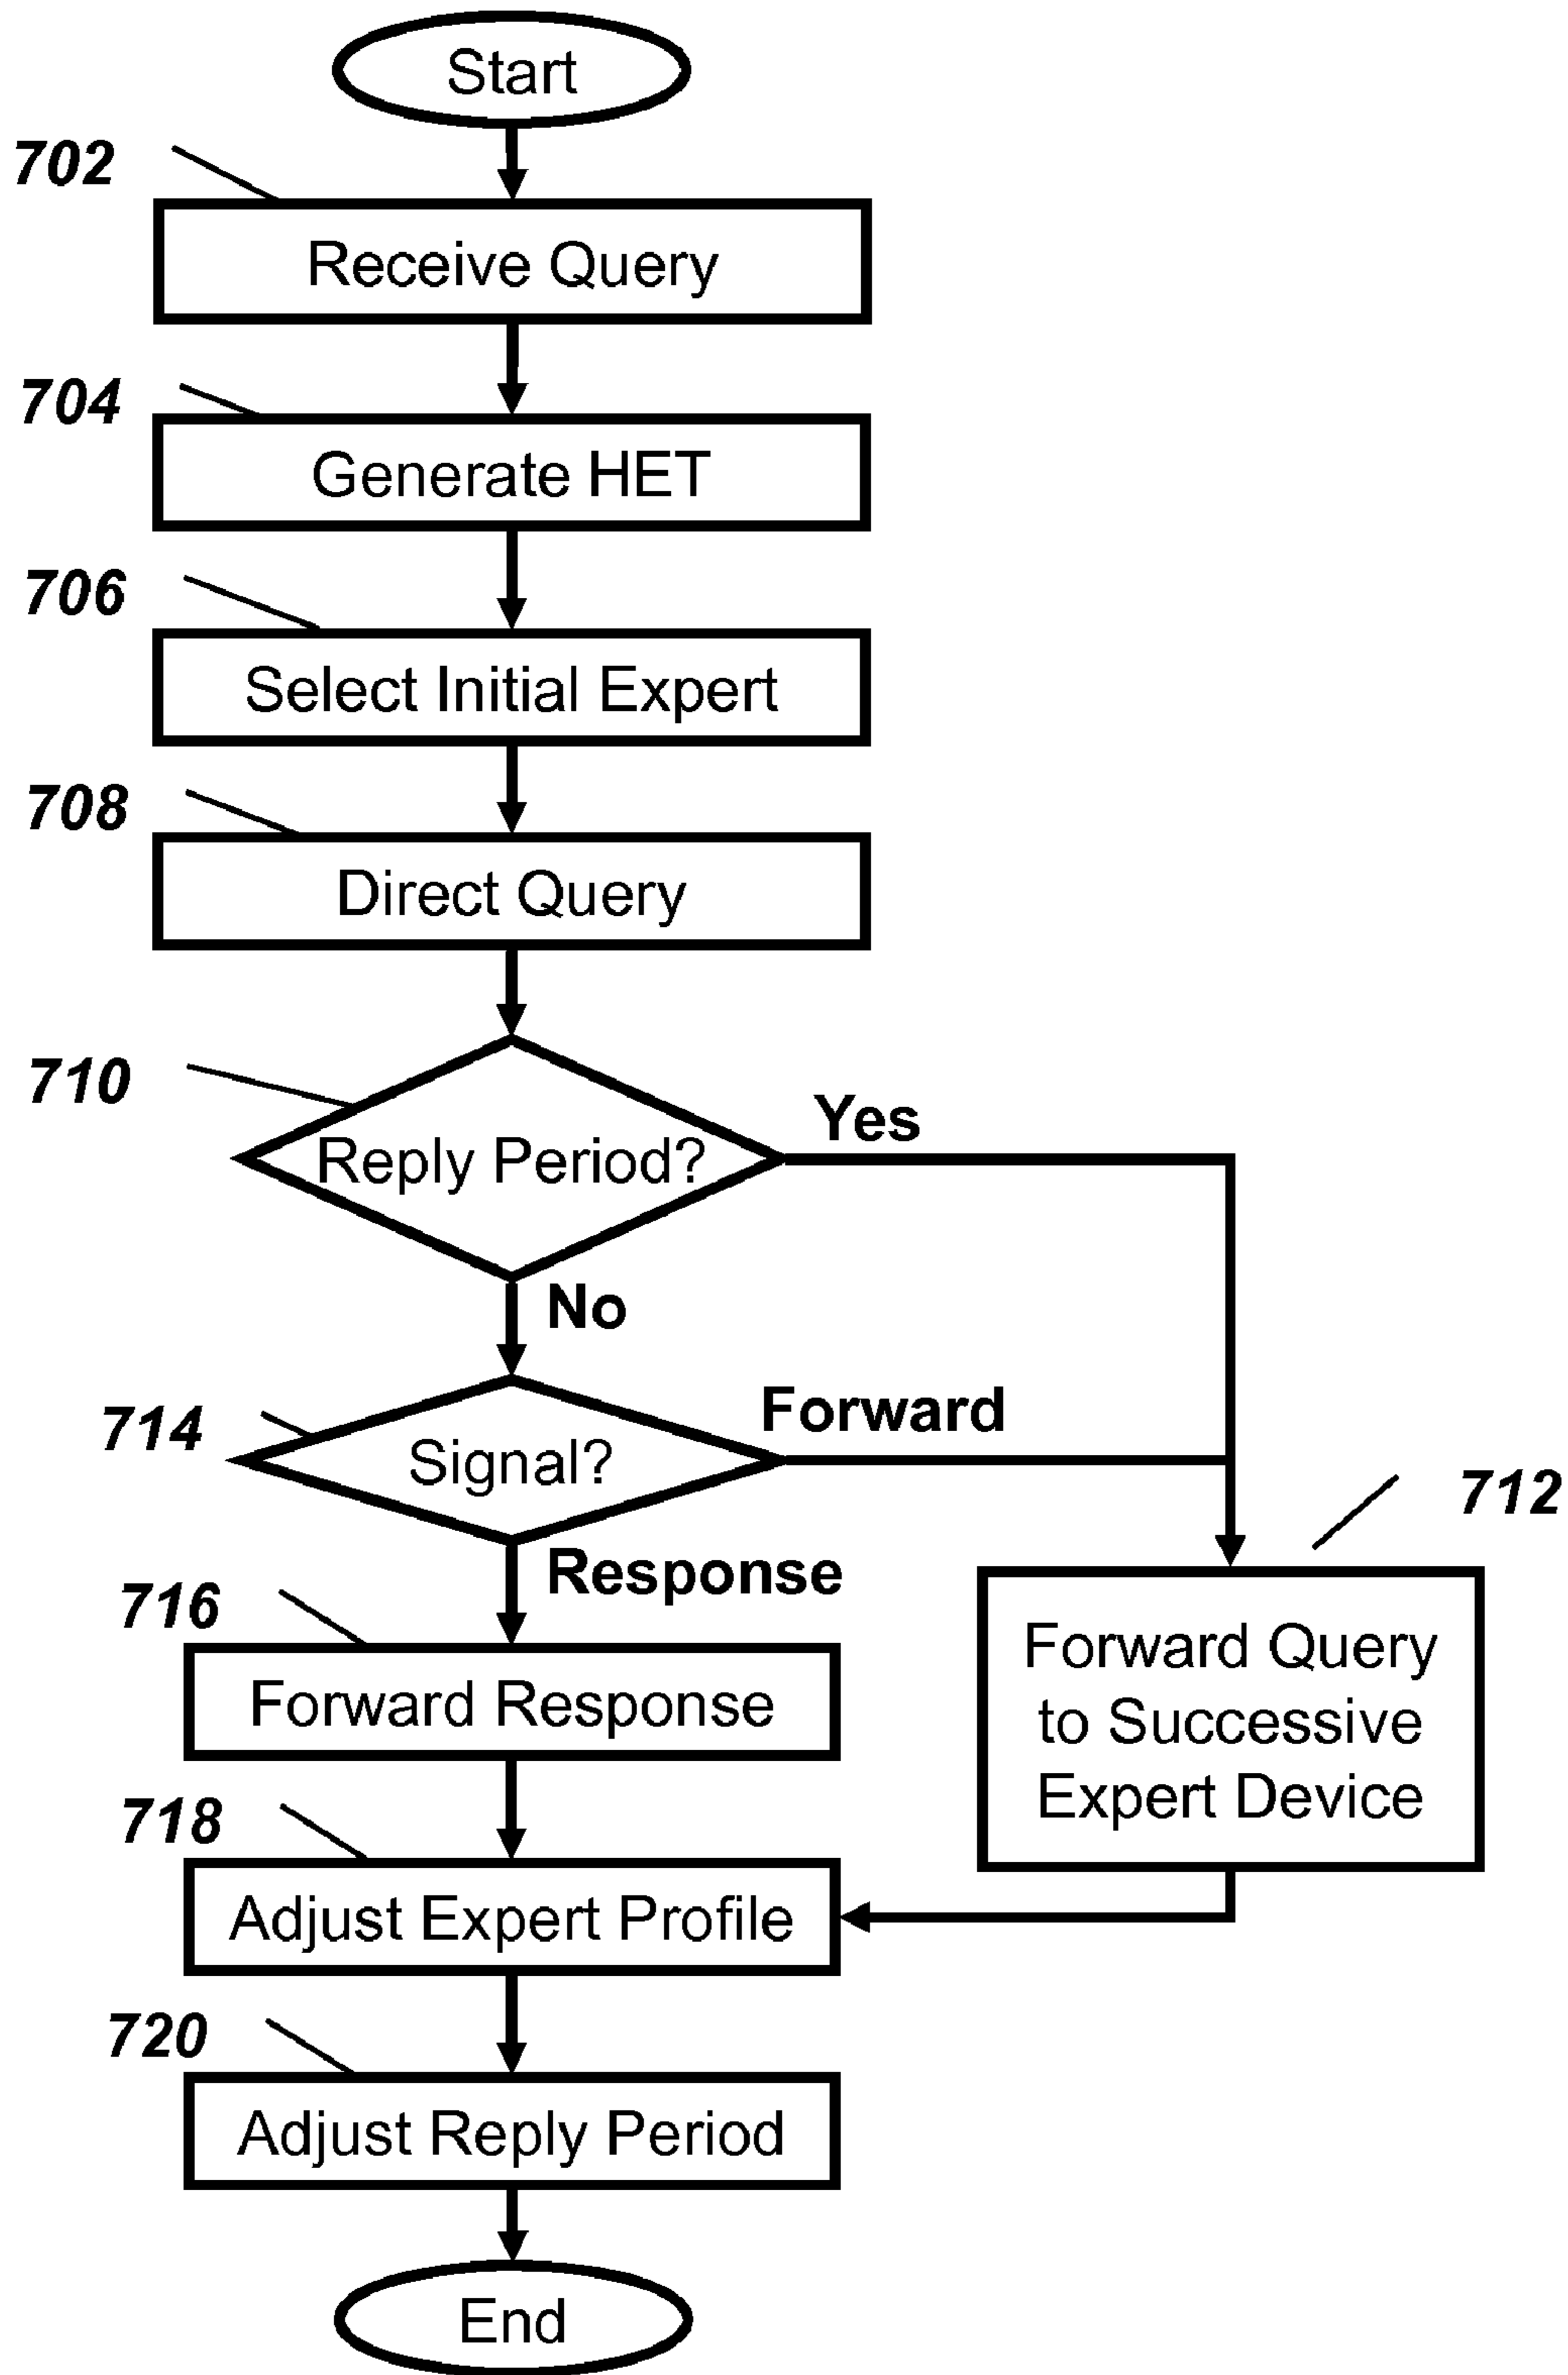 Start
702
Receive Query
704
Generate HET
706
Select Initial Expert
708
Direct Query
710
Reply Period?
Yes
No
714
Signal?
Forward
712
Response
716
Forward Response
Forward Query
to Successive
Expert Device
718
Adjust Expert Profile
720
Adjust Reply Period
End